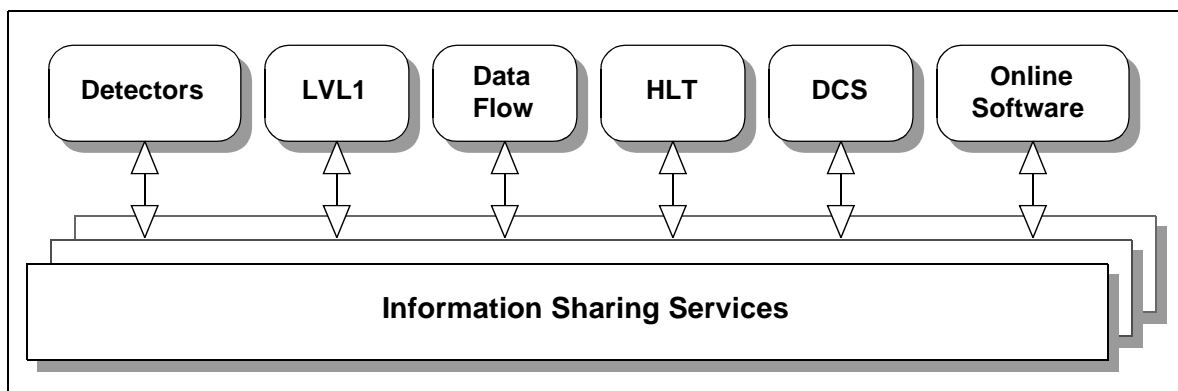 Detectors
LVL1
Data
Flow
HLT
DCS
Online
Software
Information Sharing Services